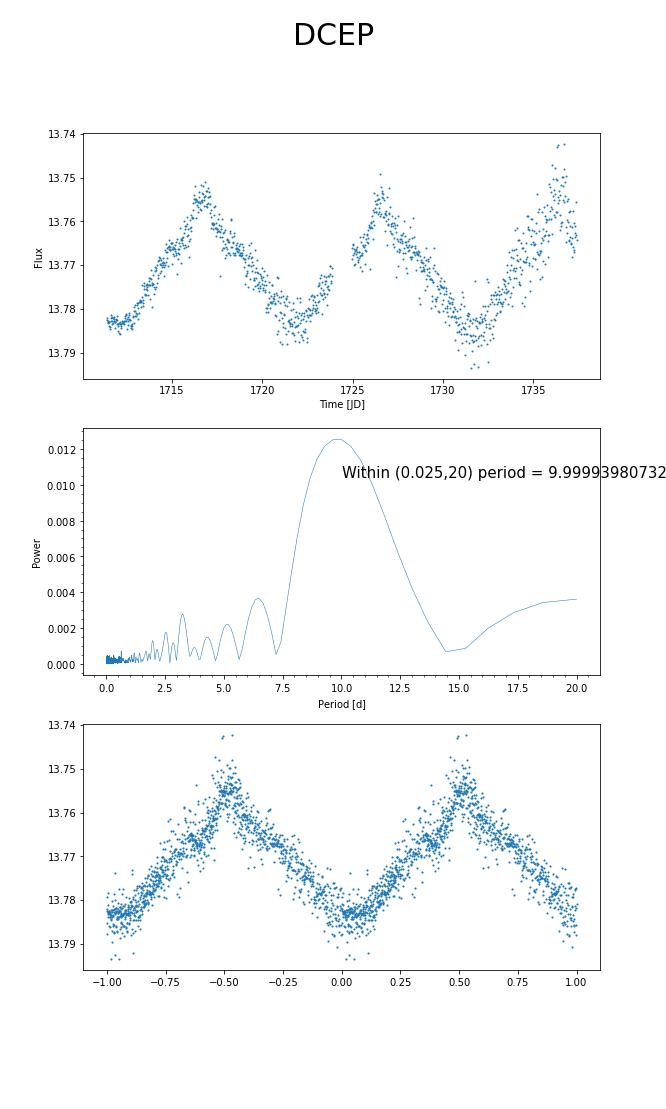 DCEP
13.74
13.75
13.76
13.77
13.78
13.79
Flux
1715 1720 1725 1730 1735
Time [JD]
0.012
0.010
0.008
0.006
0.004
0.002
0.000
Power
Within (0.025,20) period = 9.99993980732
0.0 2.5 5.0 7.5 10.0 12.5 15.0 17.5 20.0
Period [d]
13.74
13.75
13.76
13.77
13.78
13.79
−1.00 −0.75 −0.50 −0.25 0.00 0.25 0.50 0.75 1.00